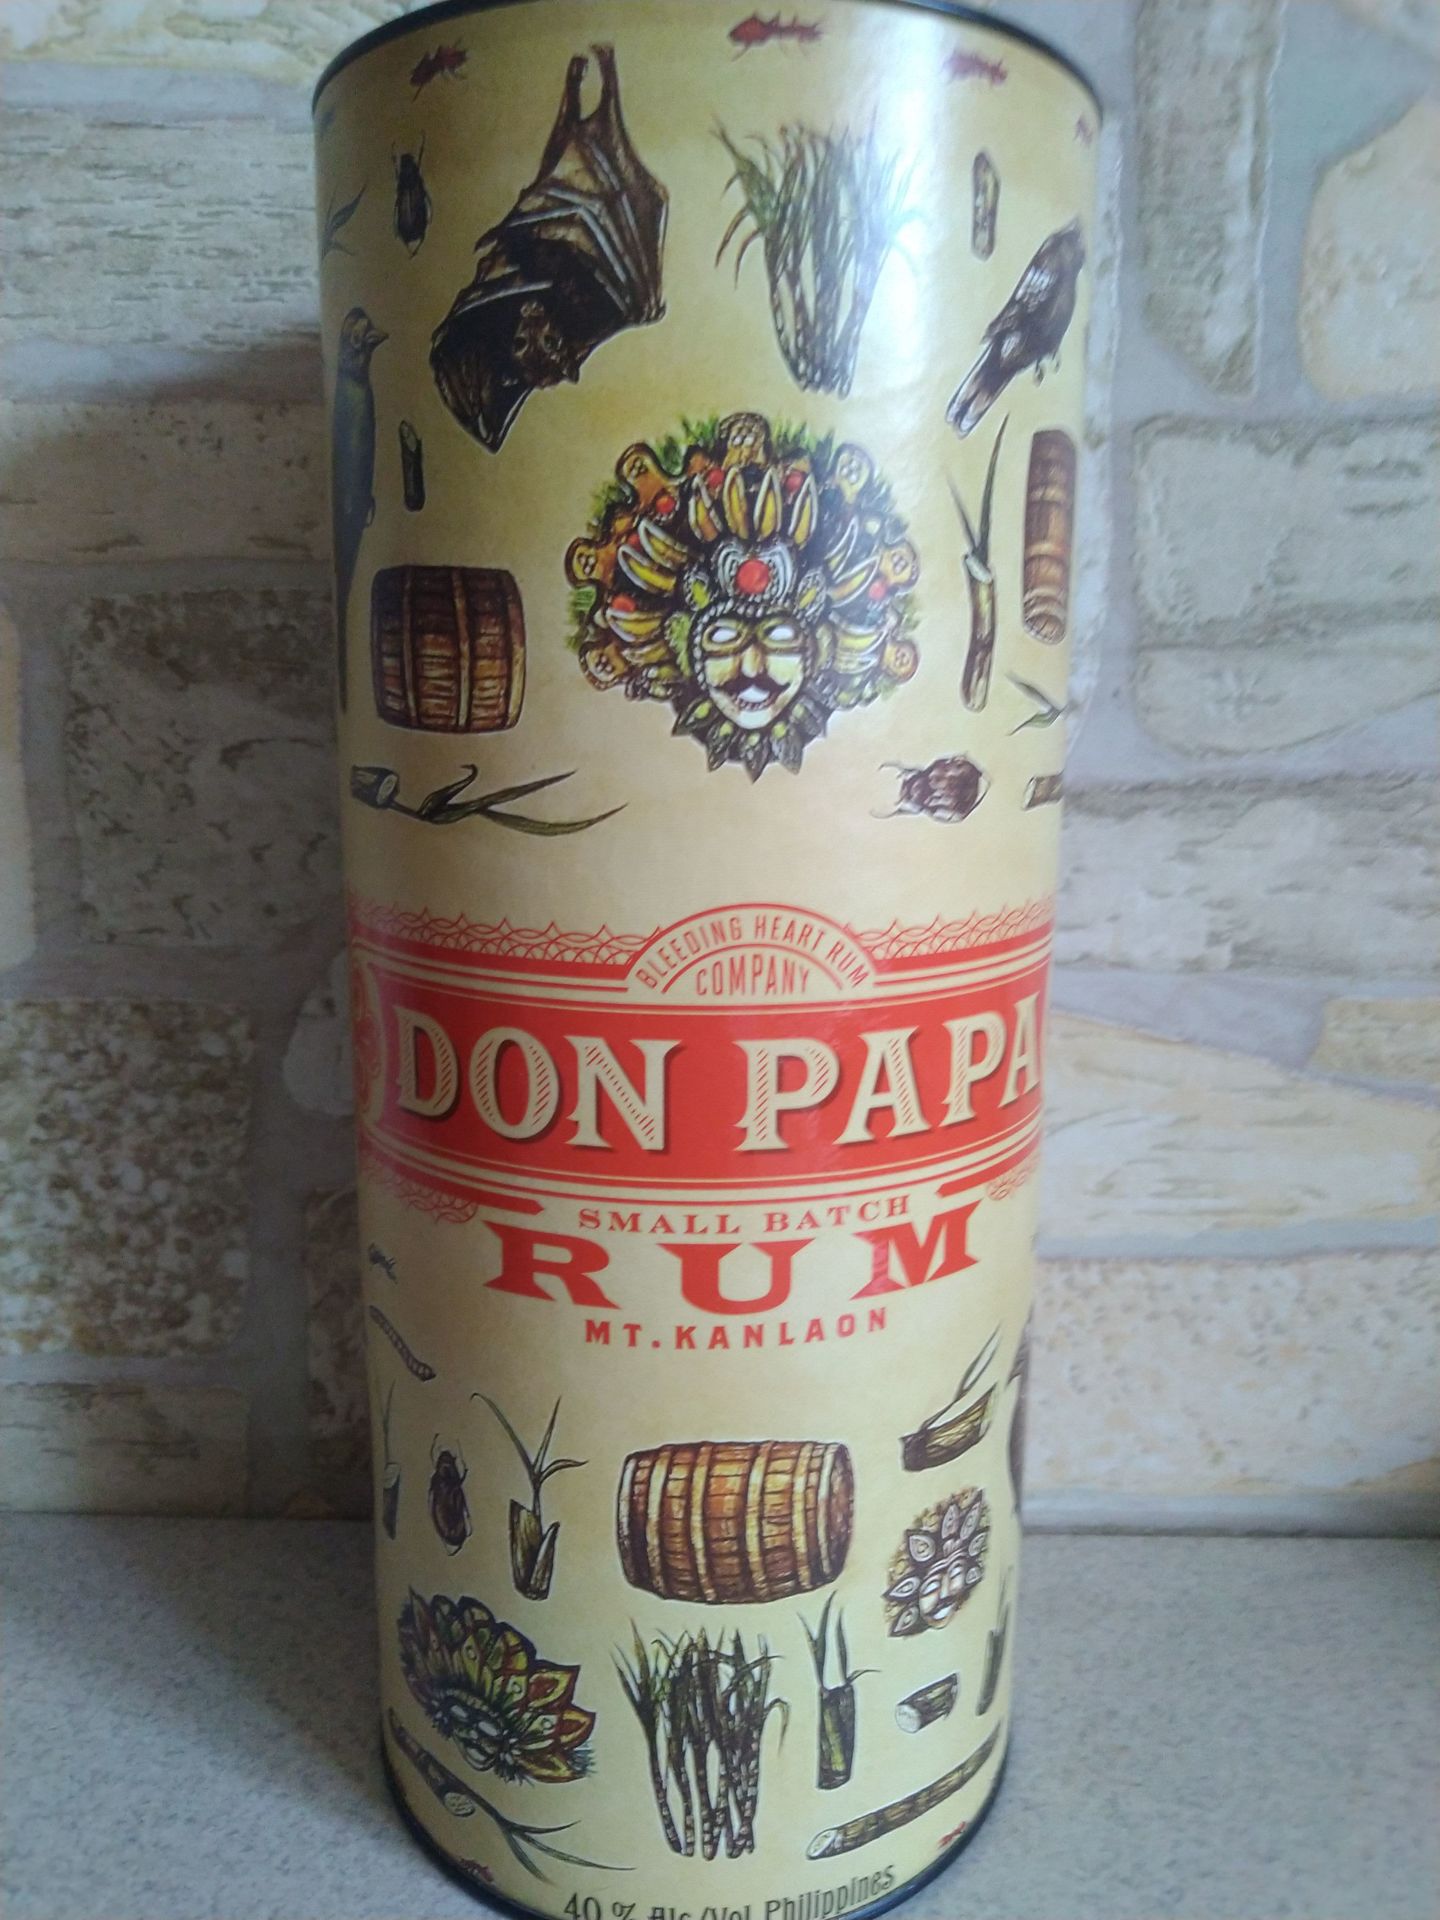 BLEEDING HEART RUM
COMPANY
DON PAPA
SMALL BATCH
RUM
MT. KANLAON
40 % Alc/Vol Philippines